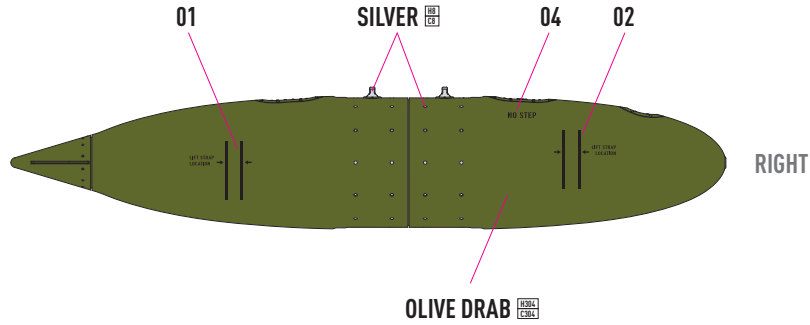 01
SILVER H8 C8
04
02
NO STEP
LIFT STRAP
LOCATION
LIFT STRAP
LOCATION
RIGHT
OLIVE DRAB H304 C304